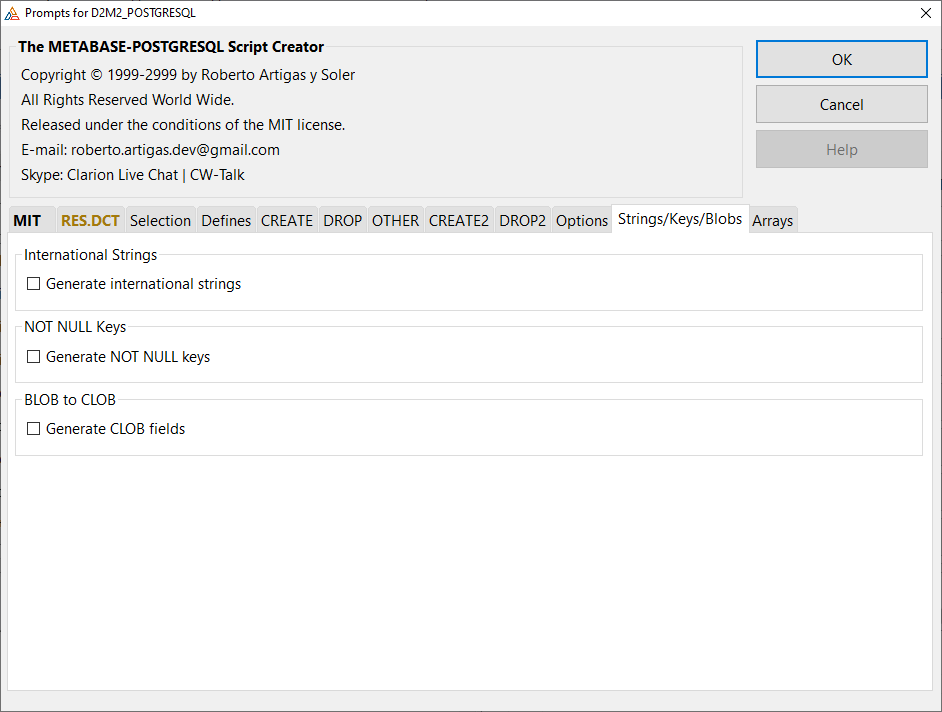 Prompts for D2M2_POSTGRESQL
The METABASE-POSTGRESQL Script Creator
Copyright © 1999-2999 by Roberto Artigas y Soler
All Rights Reserved World Wide.
Released under the conditions of the MIT license.
E-mail: roberto.artigas.dev@gmail.com
Skype: Clarion Live Chat | CW-Talk
OK
Cancel
Help
MIT RES.DCT Selection Defines CREATE DROP OTHER CREATE2 DROP2 Options Strings/Keys/Blobs Arrays
International Strings
Generate international strings
NOT NULL Keys
Generate NOT NULL keys
BLOB to CLOB
Generate CLOB fields